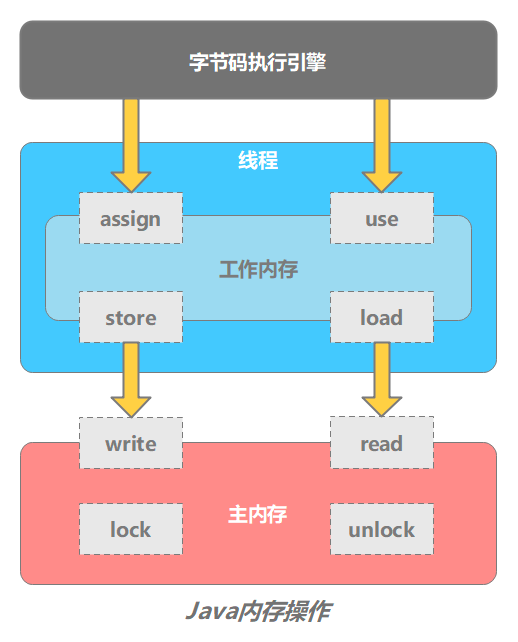 字节码执行引擎
线程
assign
use
工作内存
store
load
write
read
主内存
lock
unlock
Java内存操作